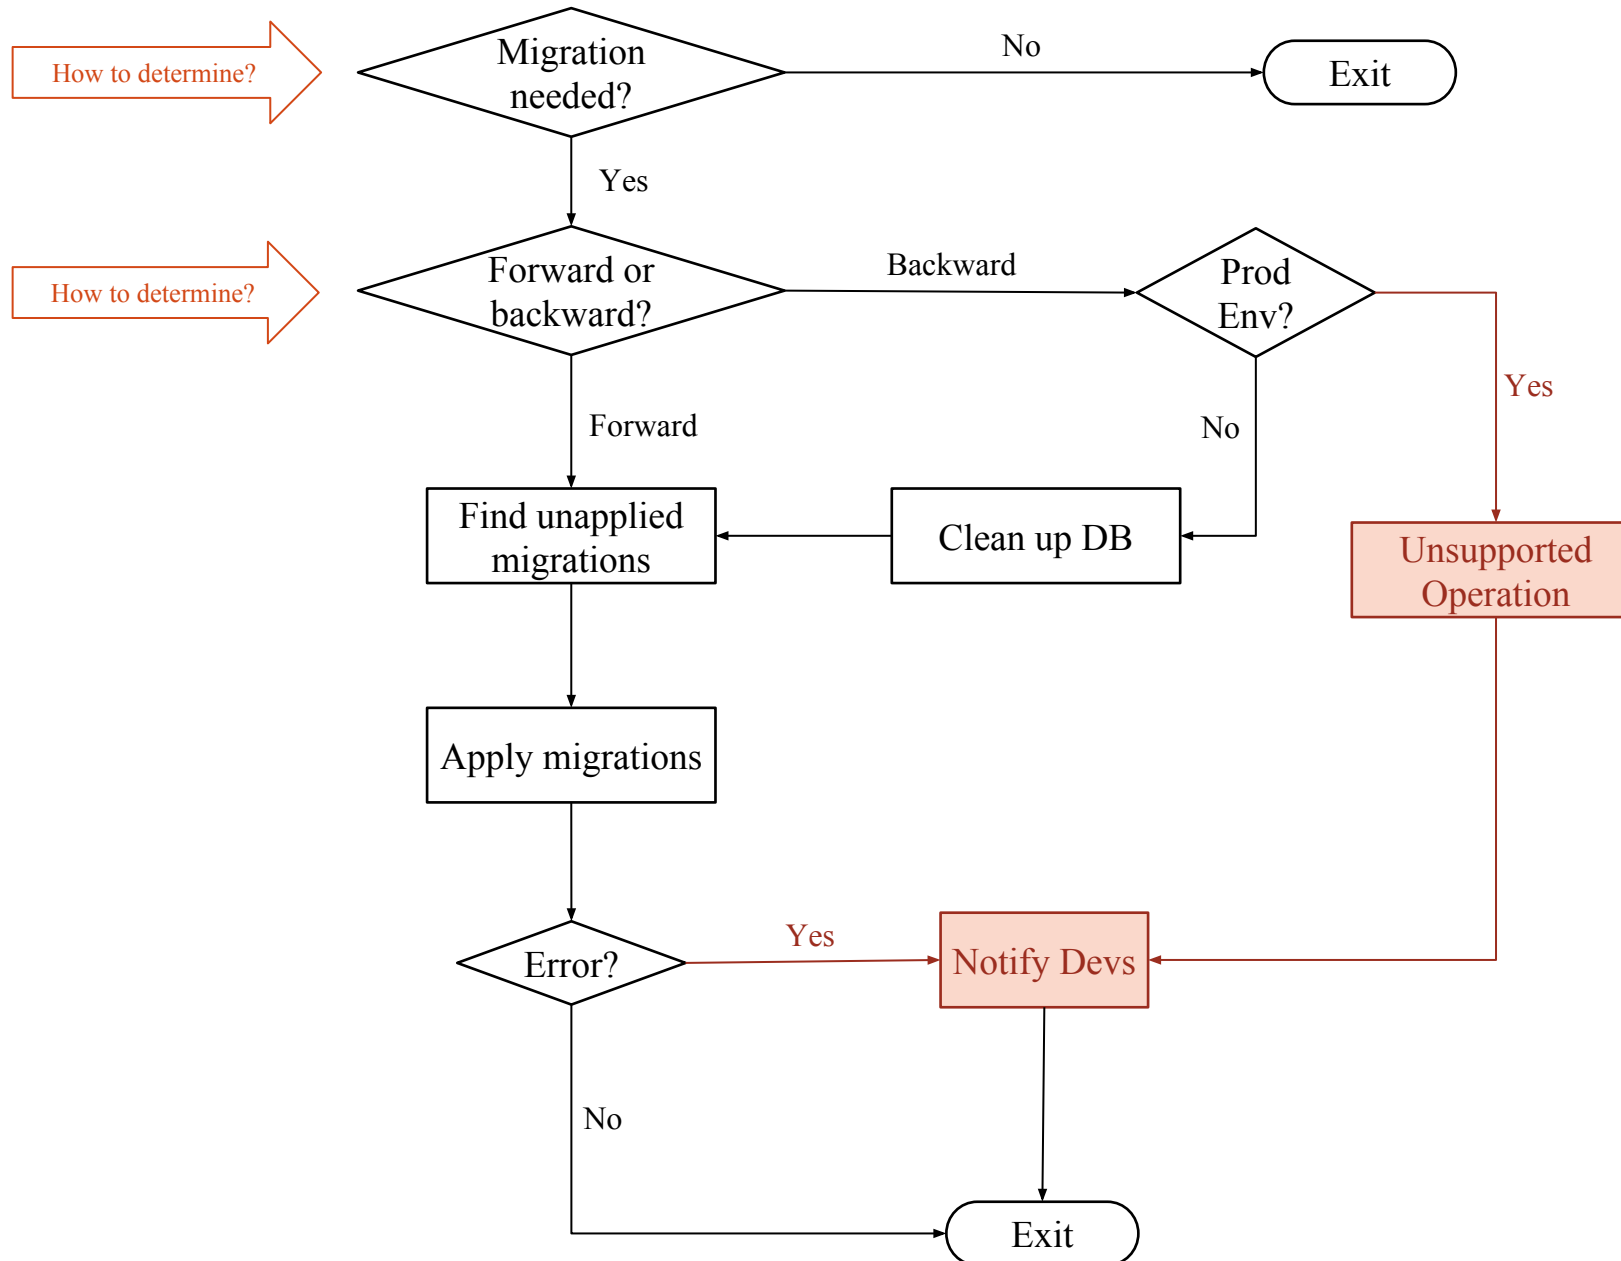 How to determine?
Migration
needed?
No
Exit
Yes
How to determine?
Forward or
backward?
Backward
Prod
Env?
Yes
Forward
No
Find unapplied
migrations
Clean up DB
Unsupported
Operation
Apply migrations
Error?
Yes
Notify Devs
No
Exit